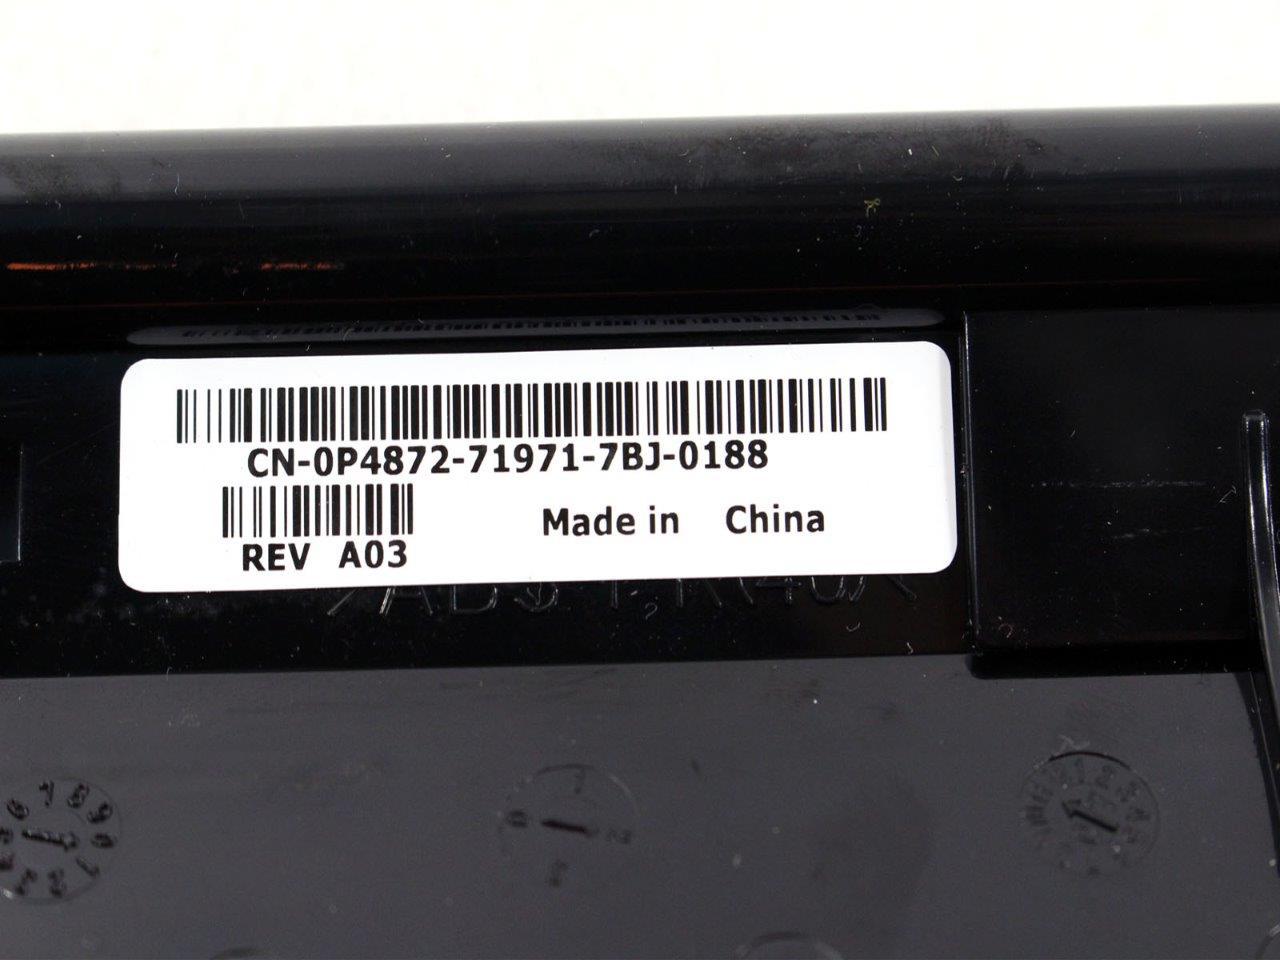 CN-0P4872-71971-7BJ-0188
REV A03
Made in China